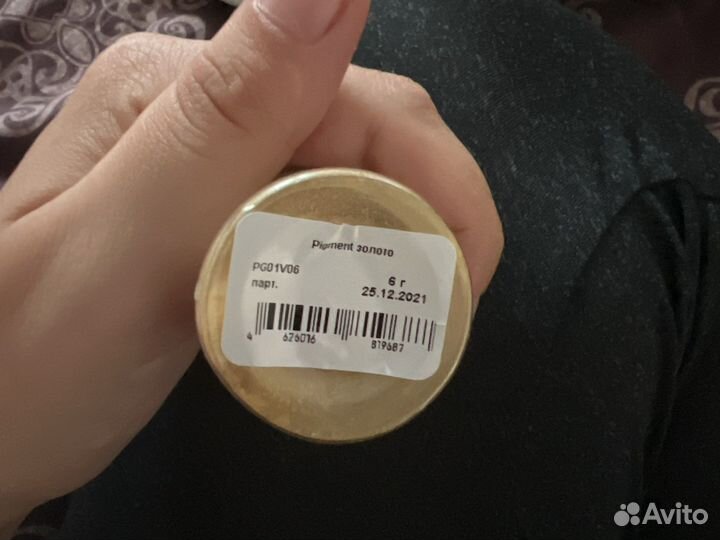 Pigment золото
PG01V06 6 г
парт. 25.12.2021
4 626016 819687
Avito